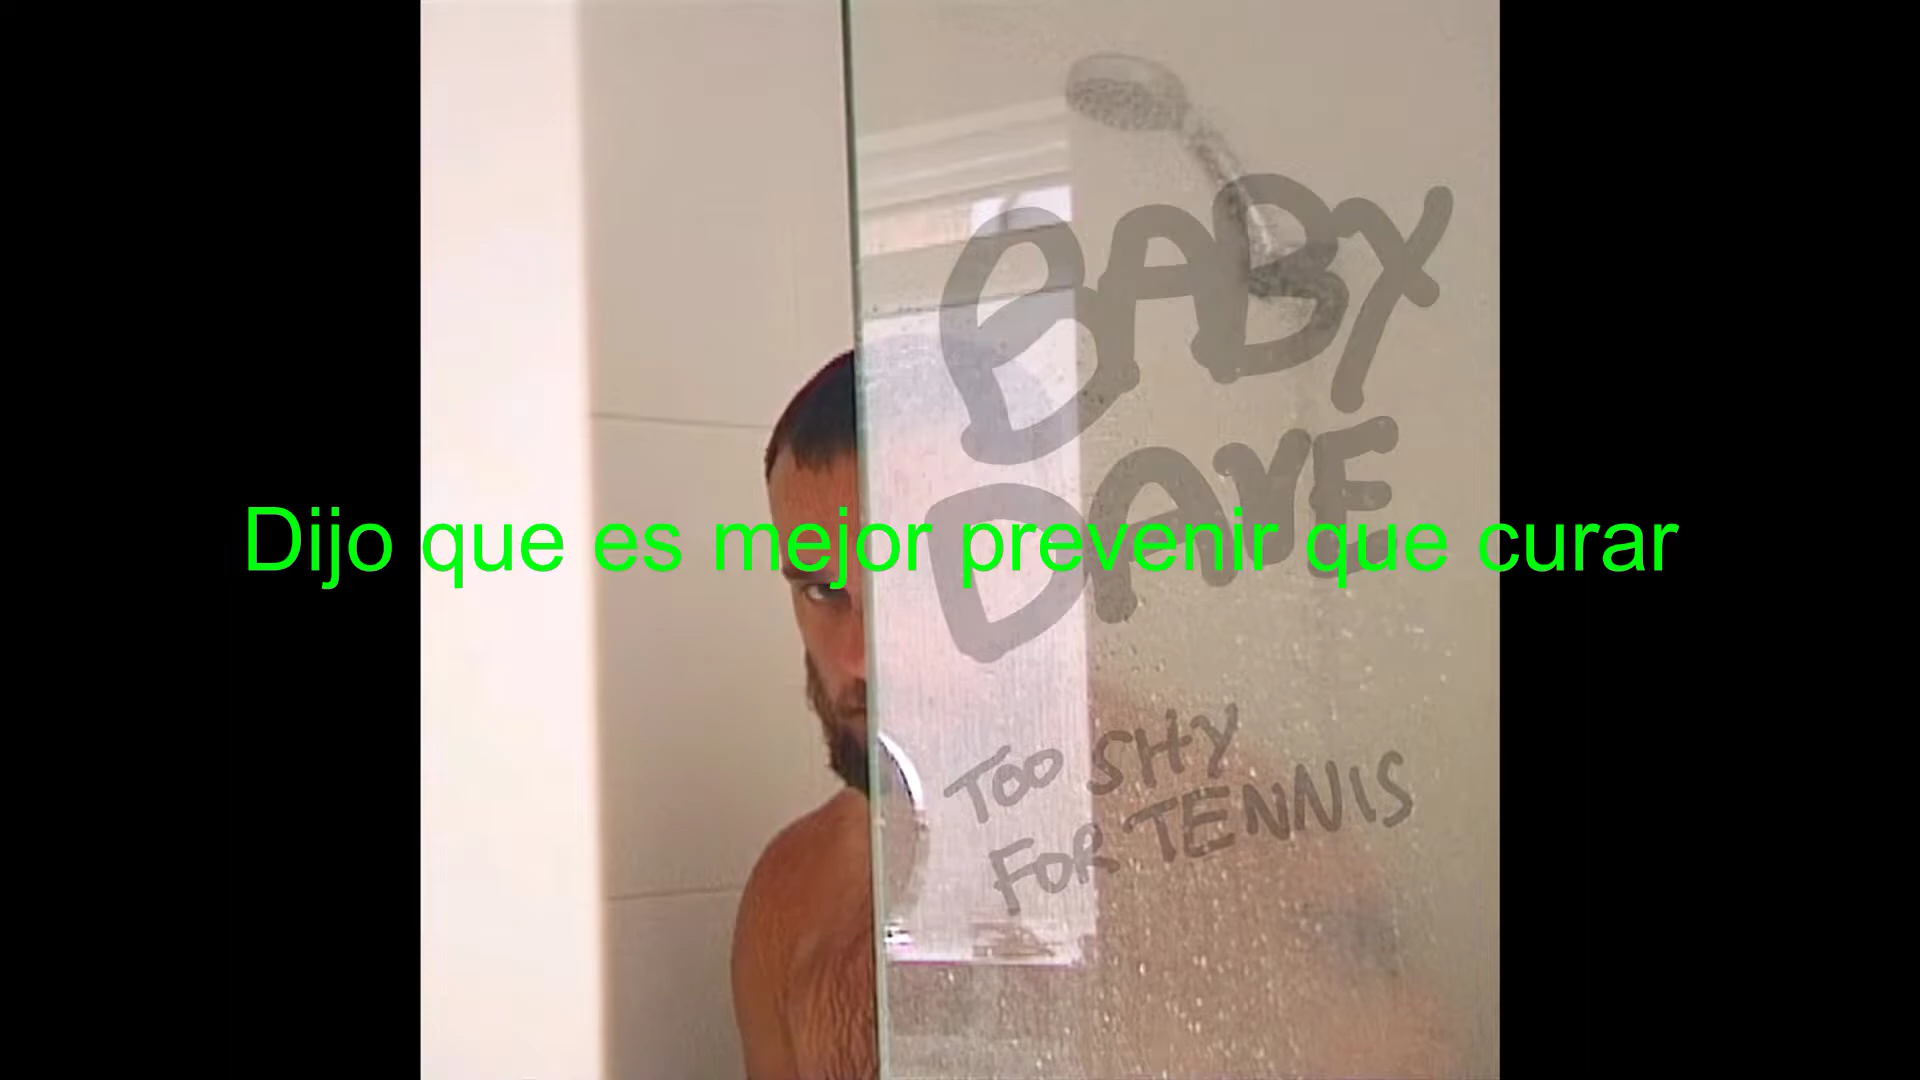 BABY
DAVE
Dijo que es mejor prevenir que curar
TOO SHY
FOR TENNIS